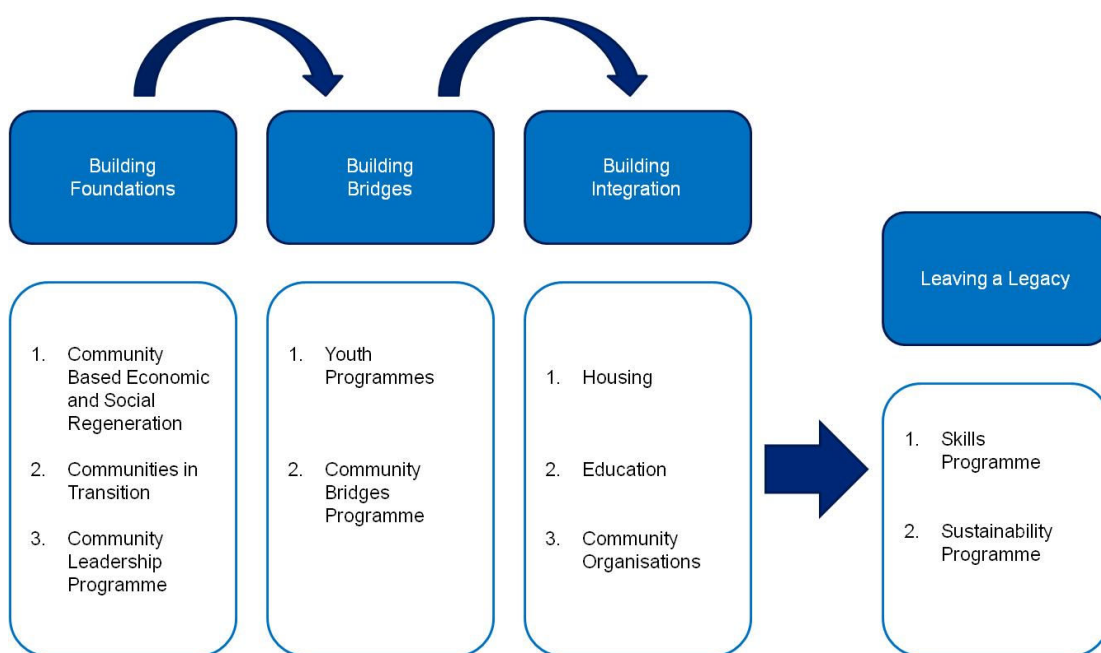 Building
Foundations
Building
Bridges
Building
Integration
Leaving a Legacy
1. Community
Based Economic
and Social
Regeneration
2. Communities in
Transition
3. Community
Leadership
Programme
1. Youth
Programmes
2. Community
Bridges
Programme
1. Housing
2. Education
3. Community
Organisations
1. Skills
Programme
2. Sustainability
Programme